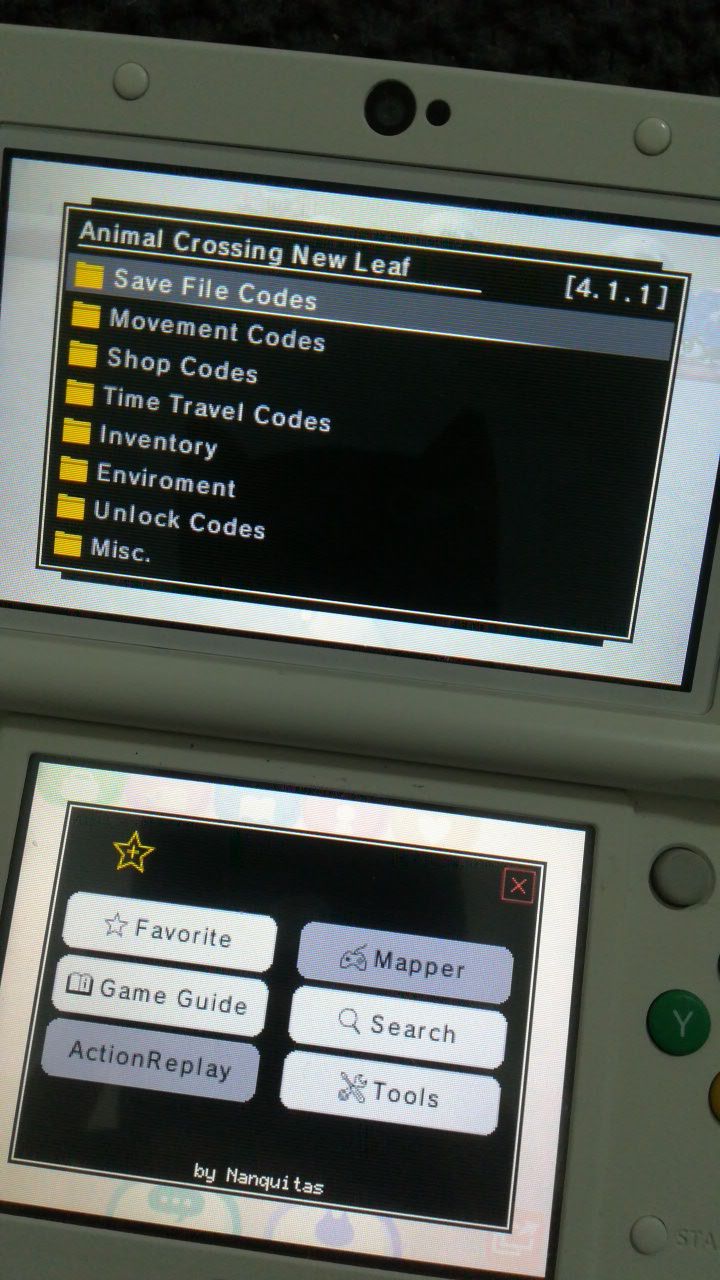 Animal Crossing New Leaf
[4.1.1]
Save File Codes
Movement Codes
Shop Codes
Time Travel Codes
Inventory
Enviroment
Unlock Codes
Misc.
Favorite
Mapper
Game Guide
Search
ActionReplay
Tools
by Nanquitas
Y
STA